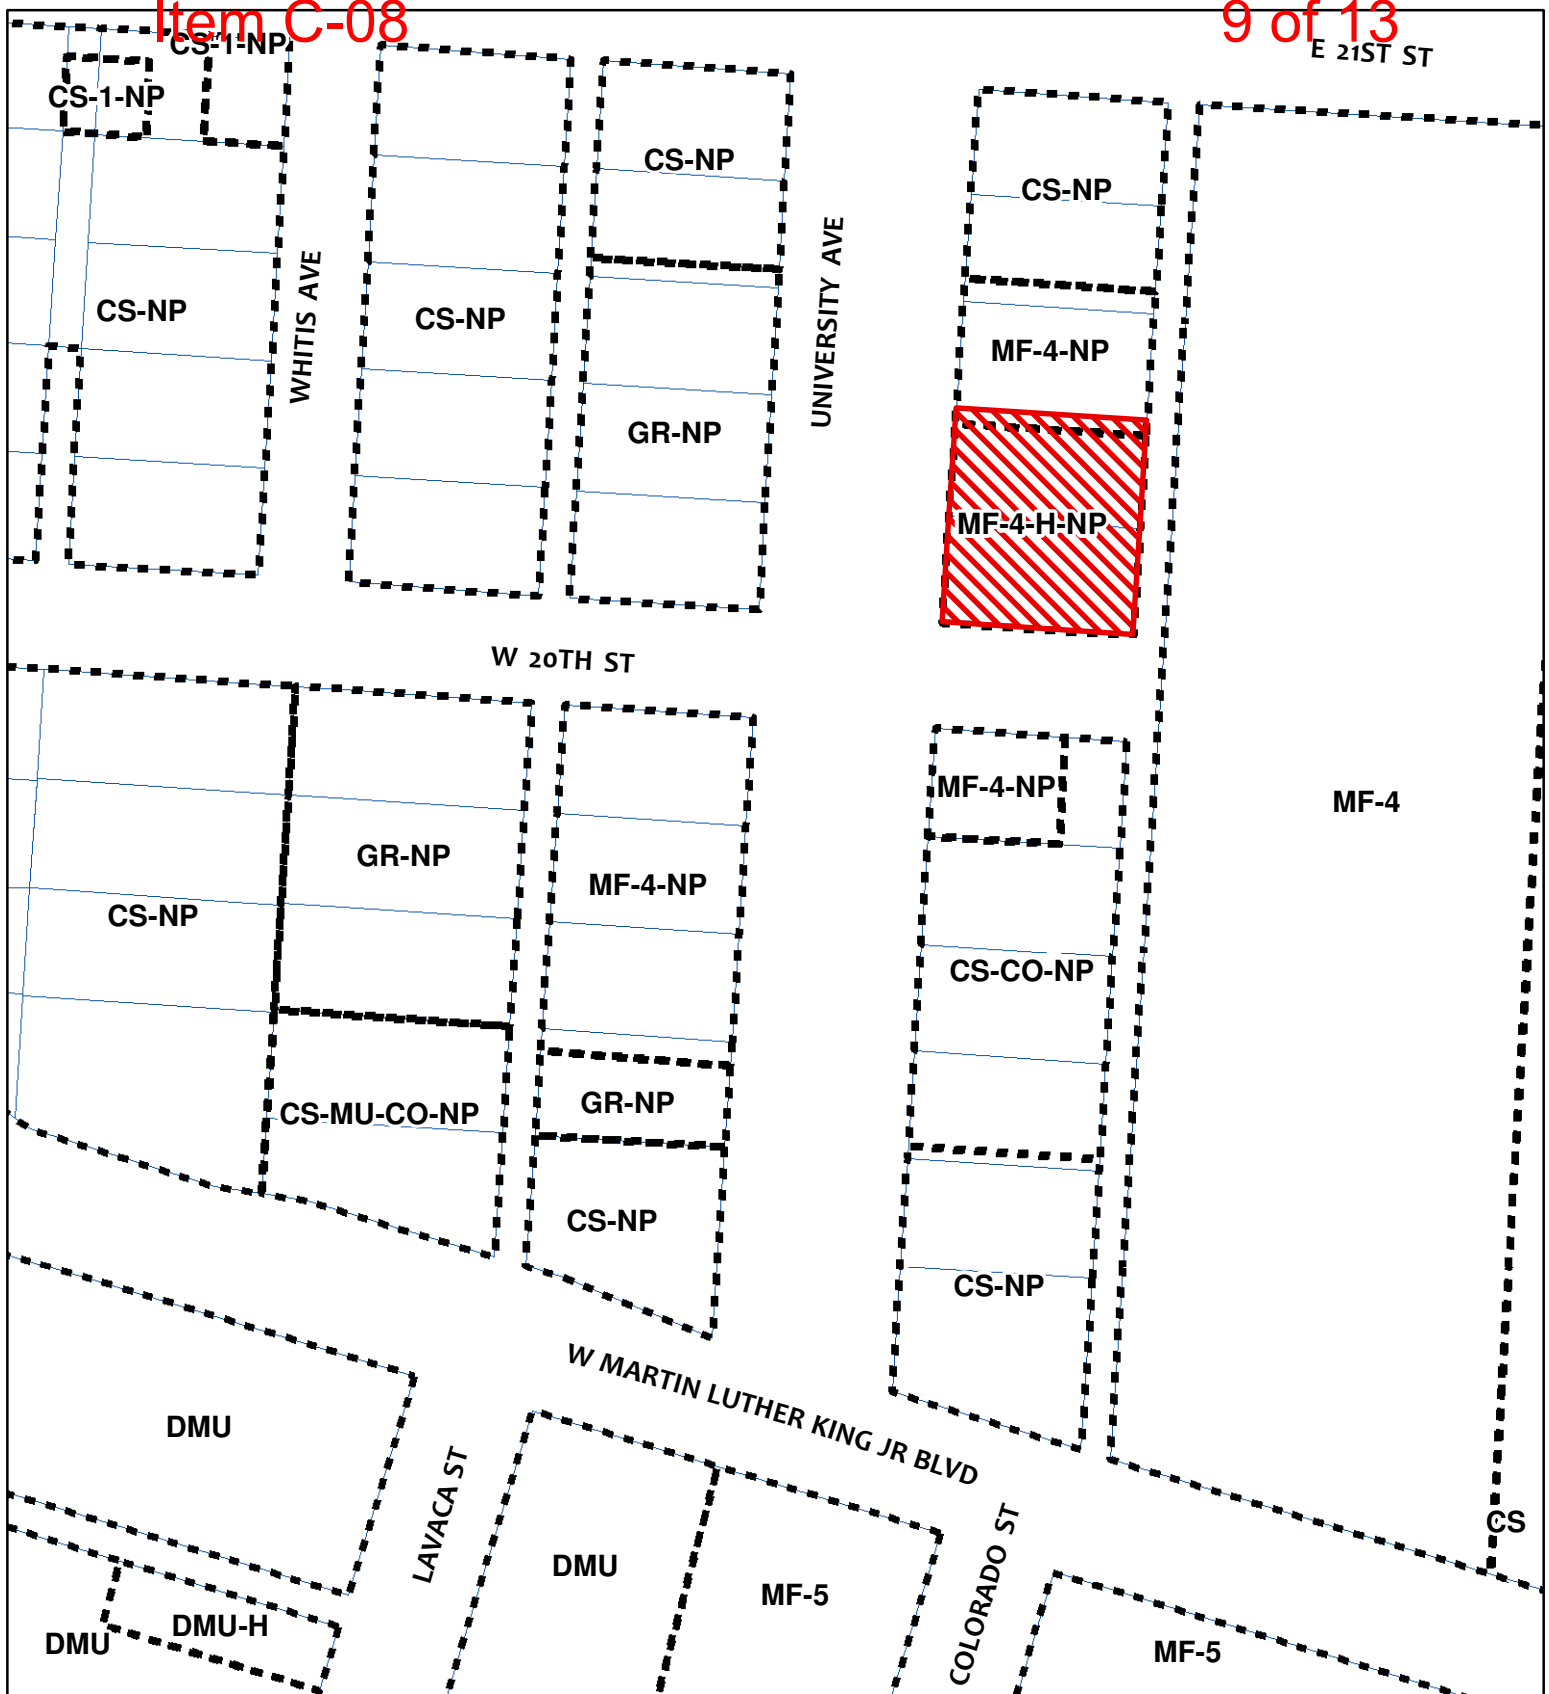 Item C-08
9 of 13
CS-1-NP
E 21ST ST
CS-1-NP
CS-NP
CS-NP
CS-NP
CS-NP
WHITIS AVE
UNIVERSITY AVE
MF-4-NP
GR-NP
MF-4-H-NP
W 20TH ST
MF-4-NP
MF-4
GR-NP
MF-4-NP
CS-NP
CS-CO-NP
GR-NP
CS-MU-CO-NP
CS-NP
CS-NP
W MARTIN LUTHER KING JR BLVD
DMU
LAVACA ST
CS
DMU
MF-5
COLORADO ST
DMU-H
DMU
MF-5